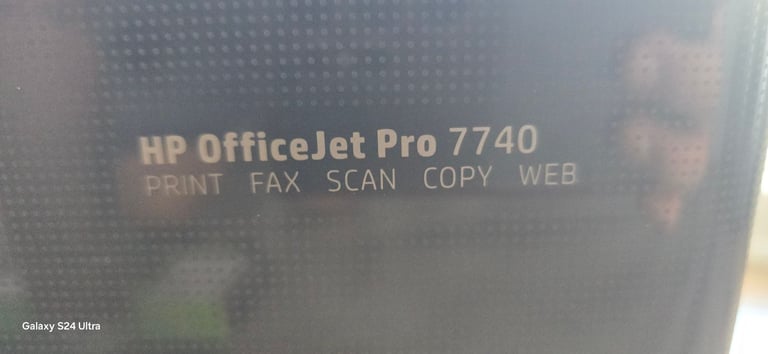 HP OfficeJet Pro 7740
PRINT FAX SCAN COPY WEB
Galaxy S24 Ultra